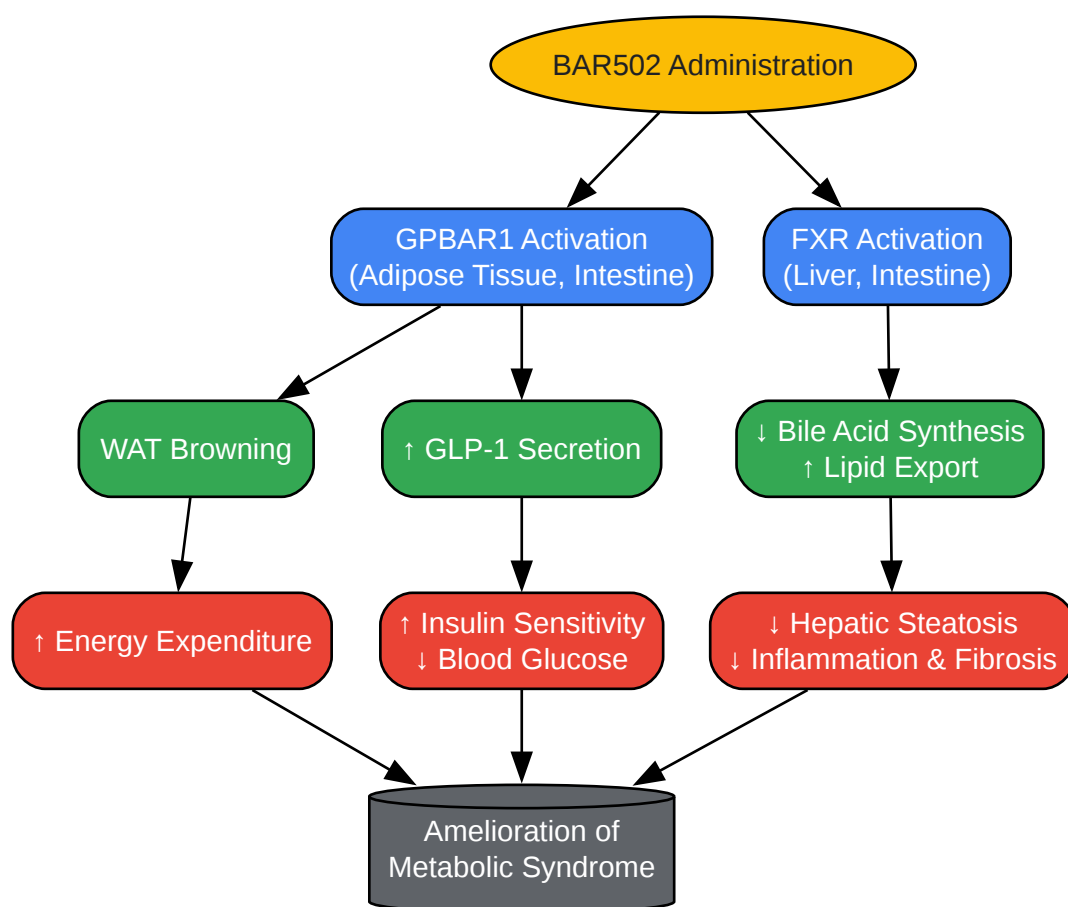 BAR502 Administration
GPBAR1 Activation
(Adipose Tissue, Intestine)
FXR Activation
(Liver, Intestine)
WAT Browning
↑ GLP-1 Secretion
↓ Bile Acid Synthesis
↑ Lipid Export
↑ Energy Expenditure
↑ Insulin Sensitivity
↓ Blood Glucose
↓ Hepatic Steatosis
↓ Inflammation & Fibrosis
Amelioration of
Metabolic Syndrome